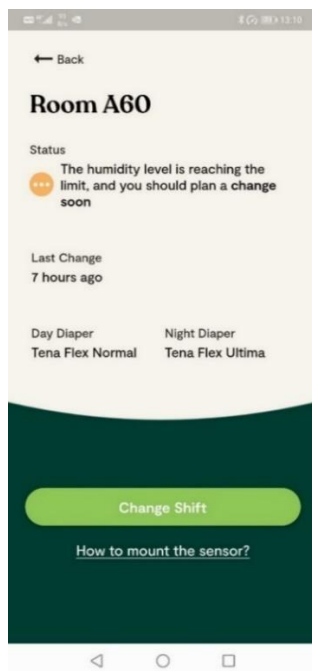 13:10
← Back
Room A60
Status
The humidity level is reaching the
limit, and you should plan a change
soon
Last Change
7 hours ago
Day Diaper Night Diaper
Tena Flex Normal Tena Flex Ultima
Change Shift
How to mount the sensor?